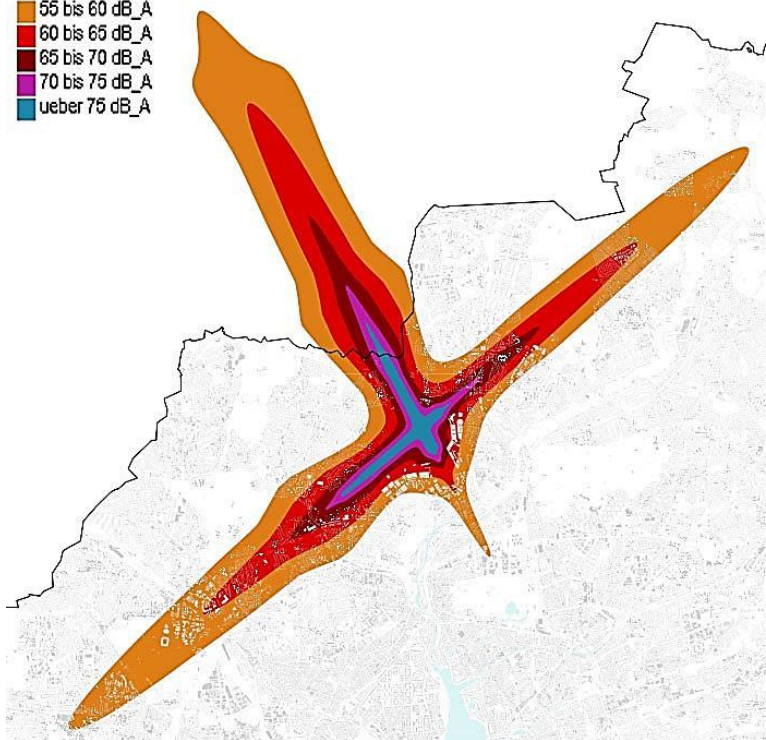 55 bis 60 dB_A
60 bis 65 dB_A
65 bis 70 dB_A
70 bis 75 dB_A
ueber 75 dB_A